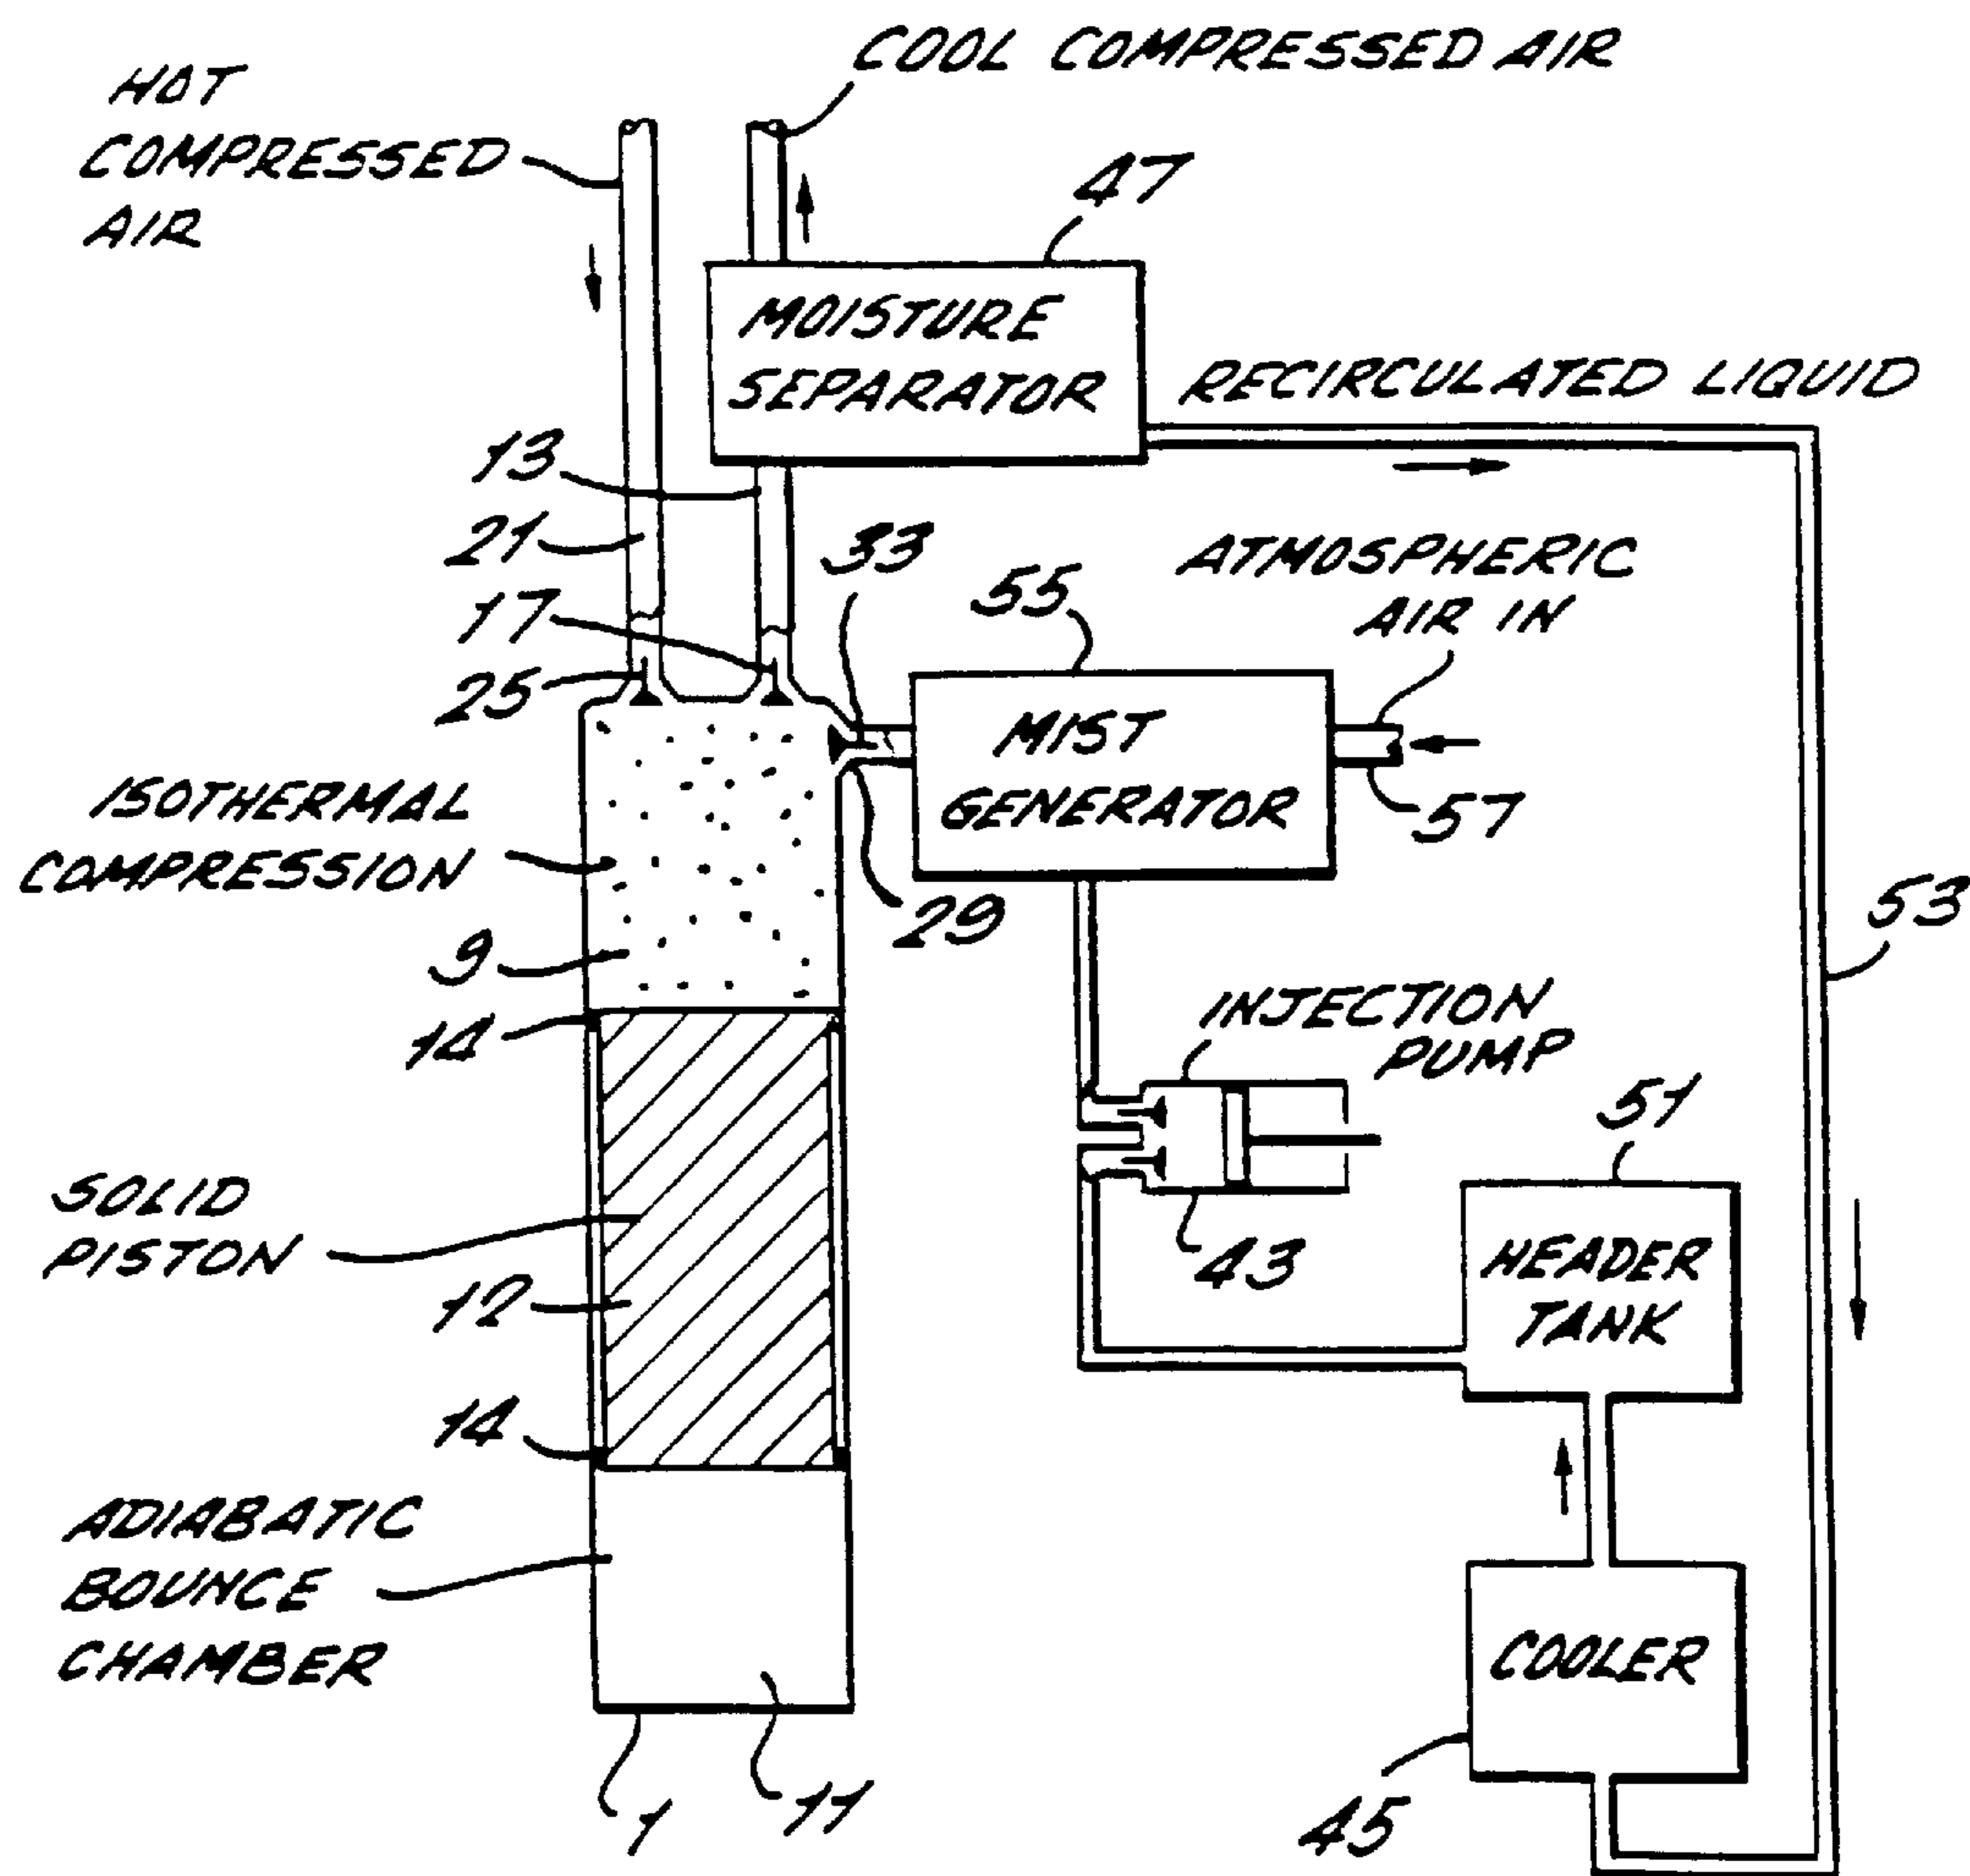 COOL COMPRESSED AIR
HOT
COMPRESSED
AIR
47
MOISTURE
SEPARATOR
RECIRCULATED LIQUID
13
21
33
ATMOSPHERIC
AIR IN
17
55
25
MIST
GENERATOR
57
ISOTHERMAL
COMPRESSION
29
53
9
14
INJECTION
PUMP
51
SOLID
PISTON
43
HEADER
TANK
12
14
ADIABATIC
BOUNCE
CHAMBER
COOLER
1
11
45